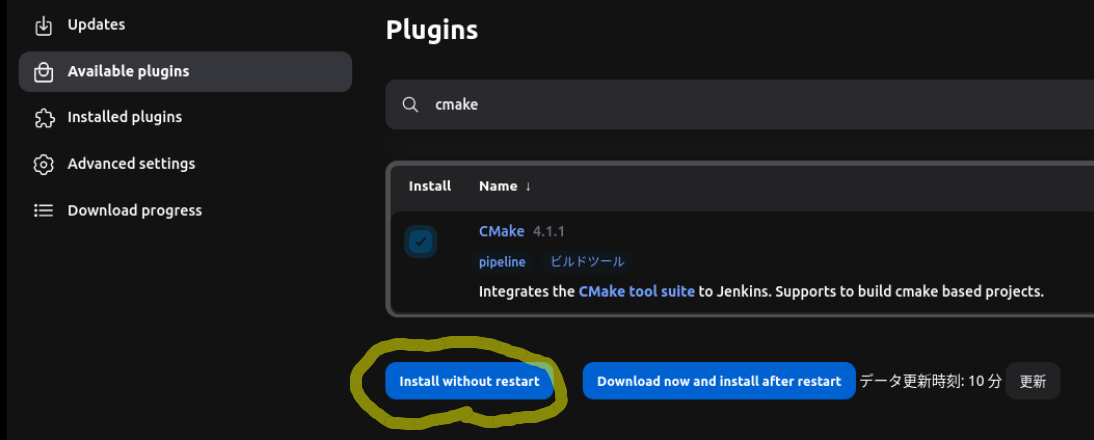 Updates
Available plugins
Installed plugins
Advanced settings
Download progress
Plugins
cmake
Install Name ↓
CMake 4.1.1
pipeline ビルドツール
Integrates the CMake tool suite to Jenkins. Supports to build cmake based projects.
Install without restart Download now and install after restart データ更新時刻: 10 分 更新